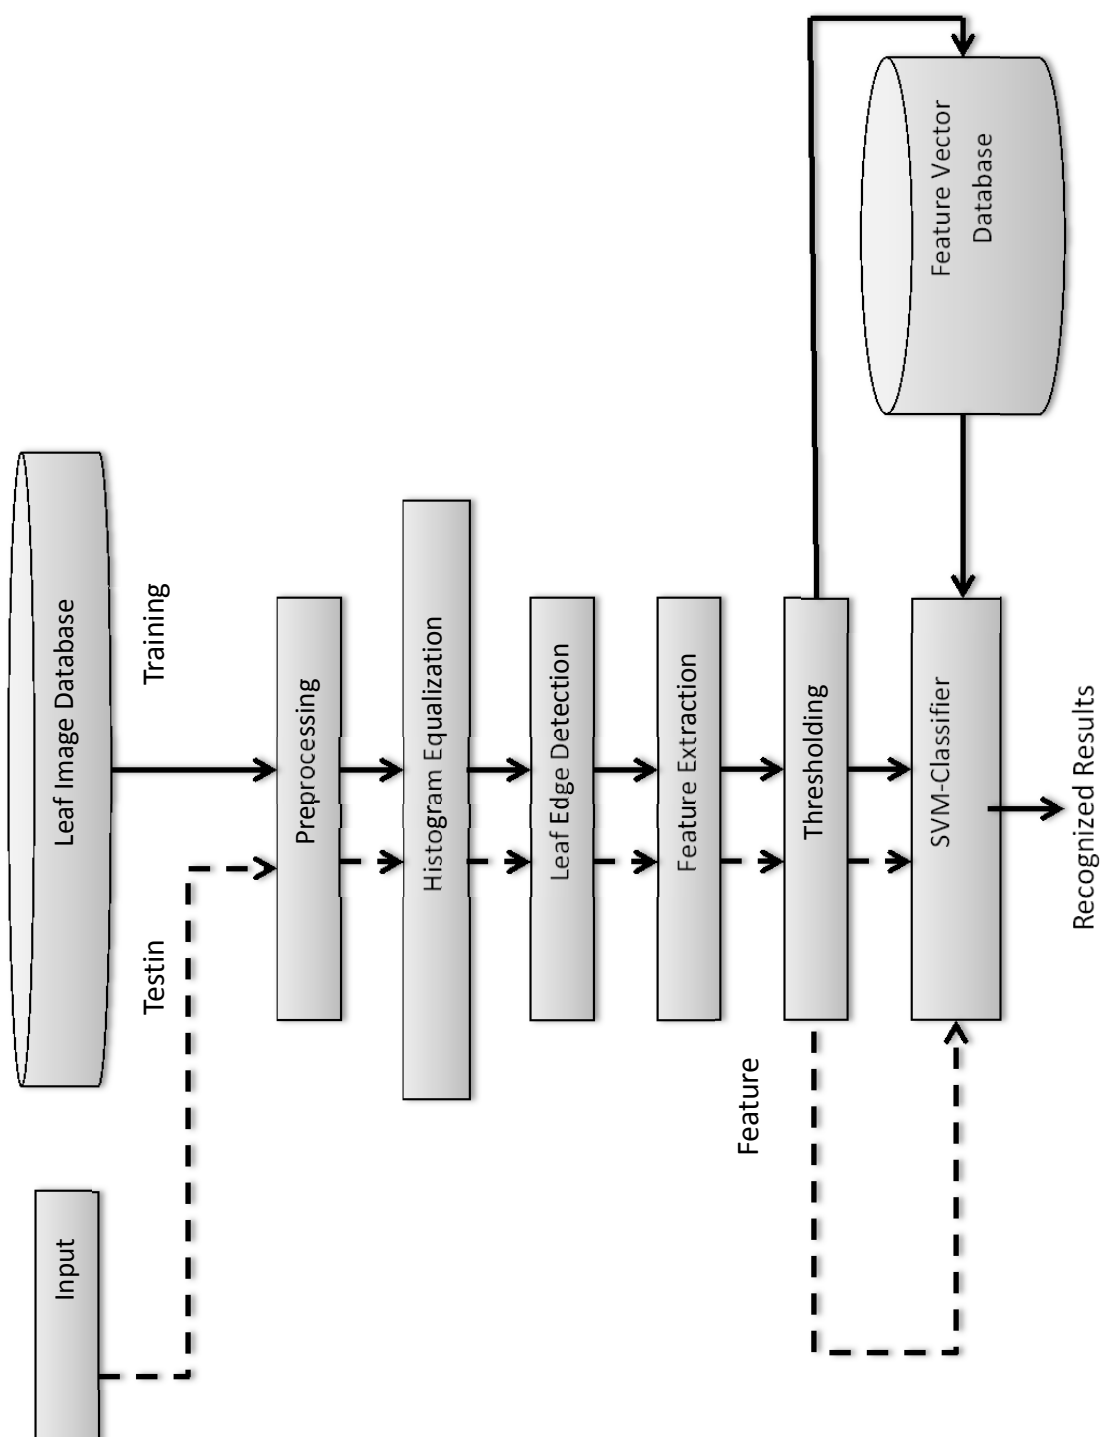 Input
Leaf Image Database
Testin
Training
Preprocessing
Histogram Equalization
Leaf Edge Detection
Feature Extraction
Feature
Thresholding
Feature Vector
Database
SVM-Classifier
Recognized Results